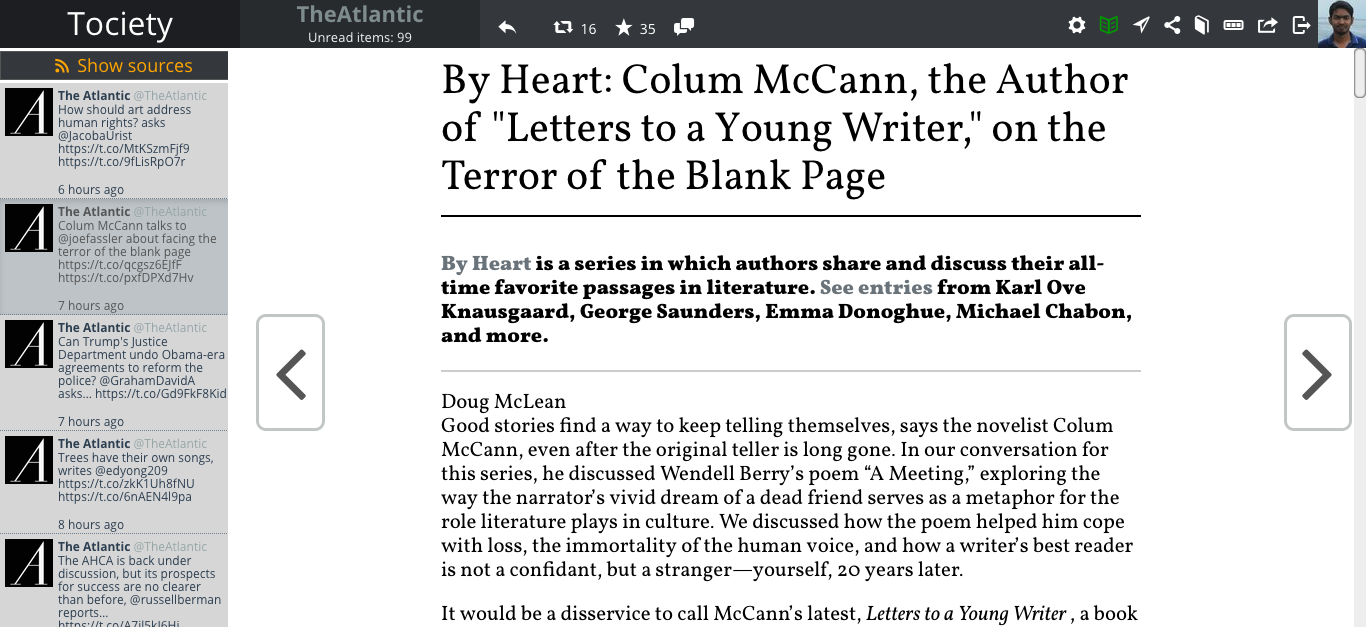 Tociety
TheAtlantic
Unread items: 99
16
35
Show sources
The Atlantic @TheAtlantic
How should art address
human rights? asks
@JacobaUrist
https://t.co/MtKSzmFjf9
https://t.co/9fLisRpO7r
6 hours ago
The Atlantic @TheAtlantic
Colum McCann talks to
@joefassler about facing the
terror of the blank page
https://t.co/qcgsz6EJfF
https://t.co/pxfDPXd7Hv
7 hours ago
The Atlantic @TheAtlantic
Can Trump's Justice
Department undo Obama-era
agreements to reform the
police? @GrahamDavidA
asks... https://t.co/Gd9FkF8Kid
7 hours ago
The Atlantic @TheAtlantic
Trees have their own songs,
writes @edyong209
https://t.co/zkK1Uh8fNU
https://t.co/6nAEN4l9pa
8 hours ago
The Atlantic @TheAtlantic
The AHCA is back under
discussion, but its prospects
for success are no clearer
than before, @russellberman
reports...
By Heart: Colum McCann, the Author
of "Letters to a Young Writer," on the
Terror of the Blank Page
By Heart is a series in which authors share and discuss their all-
time favorite passages in literature. See entries from Karl Ove
Knausgaard, George Saunders, Emma Donoghue, Michael Chabon,
and more.
Doug McLean
Good stories find a way to keep telling themselves, says the novelist Colum
McCann, even after the original teller is long gone. In our conversation for
this series, he discussed Wendell Berry’s poem “A Meeting,” exploring the
way the narrator’s vivid dream of a dead friend serves as a metaphor for the
role literature plays in culture. We discussed how the poem helped him cope
with loss, the immortality of the human voice, and how a writer’s best reader
is not a confidant, but a stranger—yourself, 20 years later.
It would be a disservice to call McCann’s latest, Letters to a Young Writer , a book